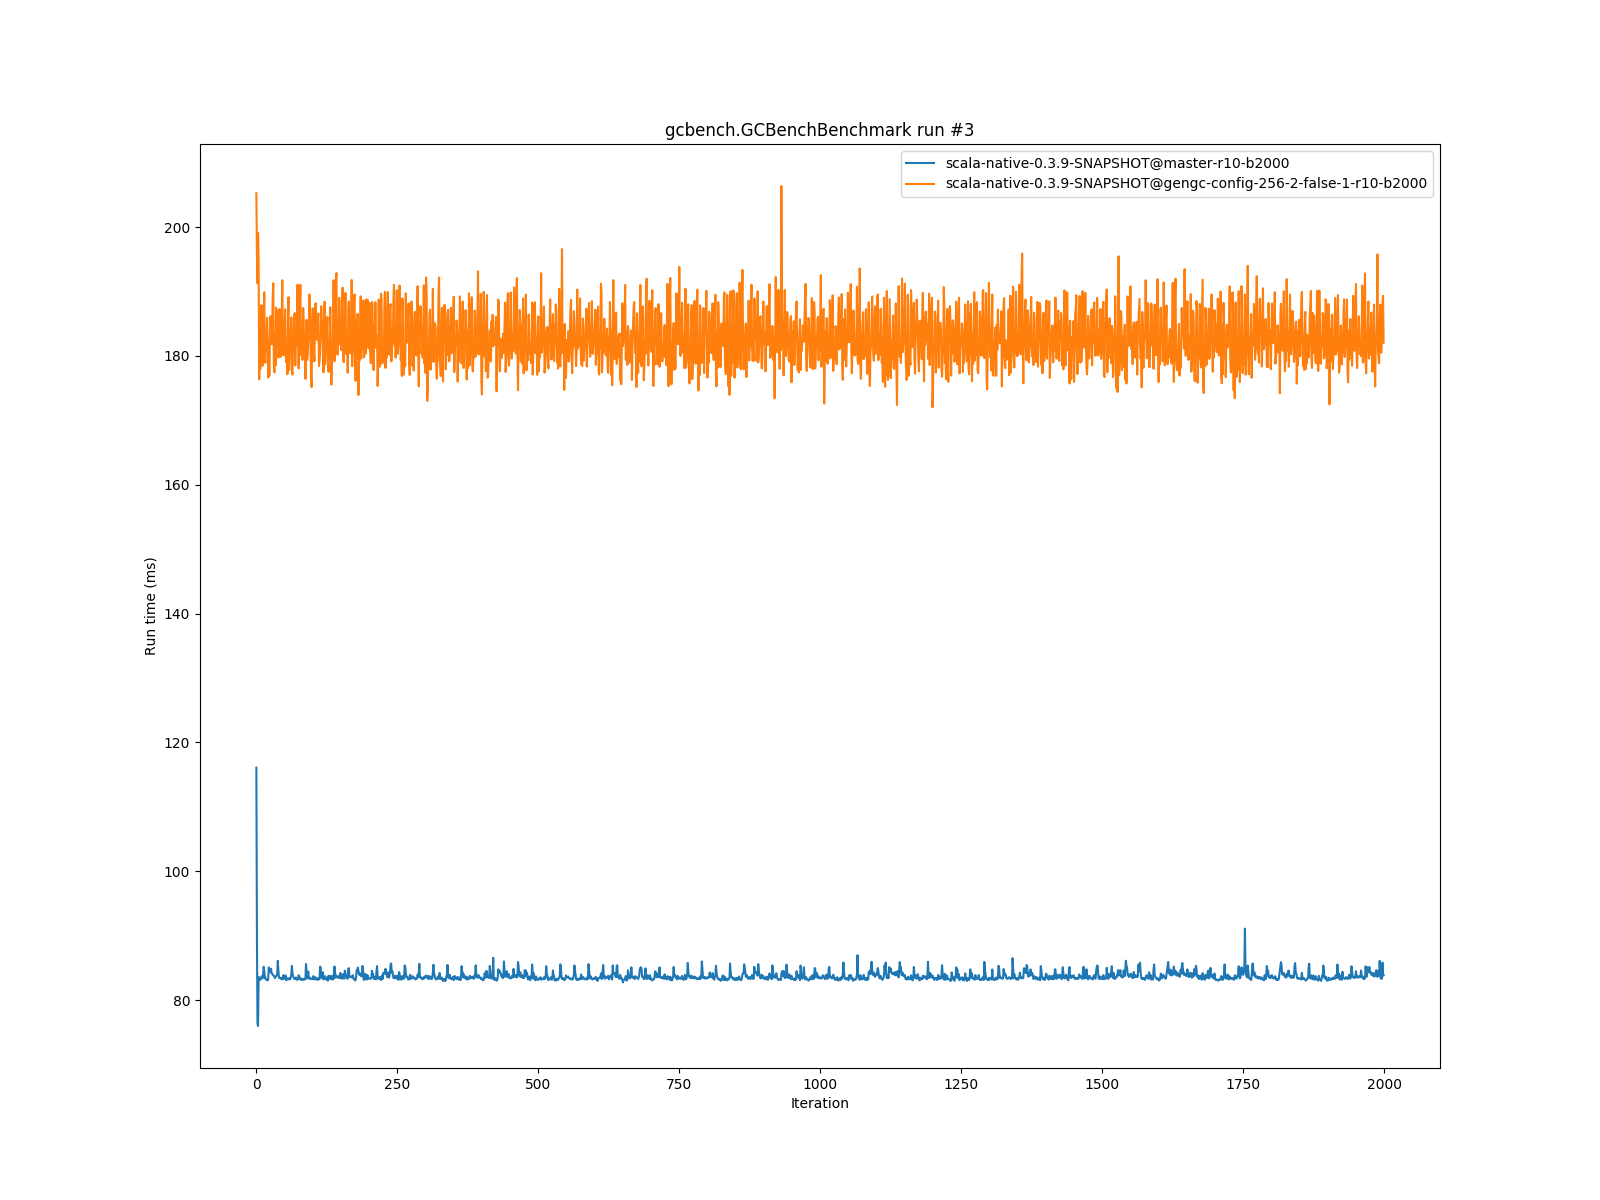 gcbench.GCBenchBenchmark run #3
scala-native-0.3.9-SNAPSHOT@master-r10-b2000
scala-native-0.3.9-SNAPSHOT@gengc-config-256-2-false-1-r10-b2000
200
180
160
140
120
100
80
Run time (ms)
0 250 500 750 1000 1250 1500 1750 2000
Iteration